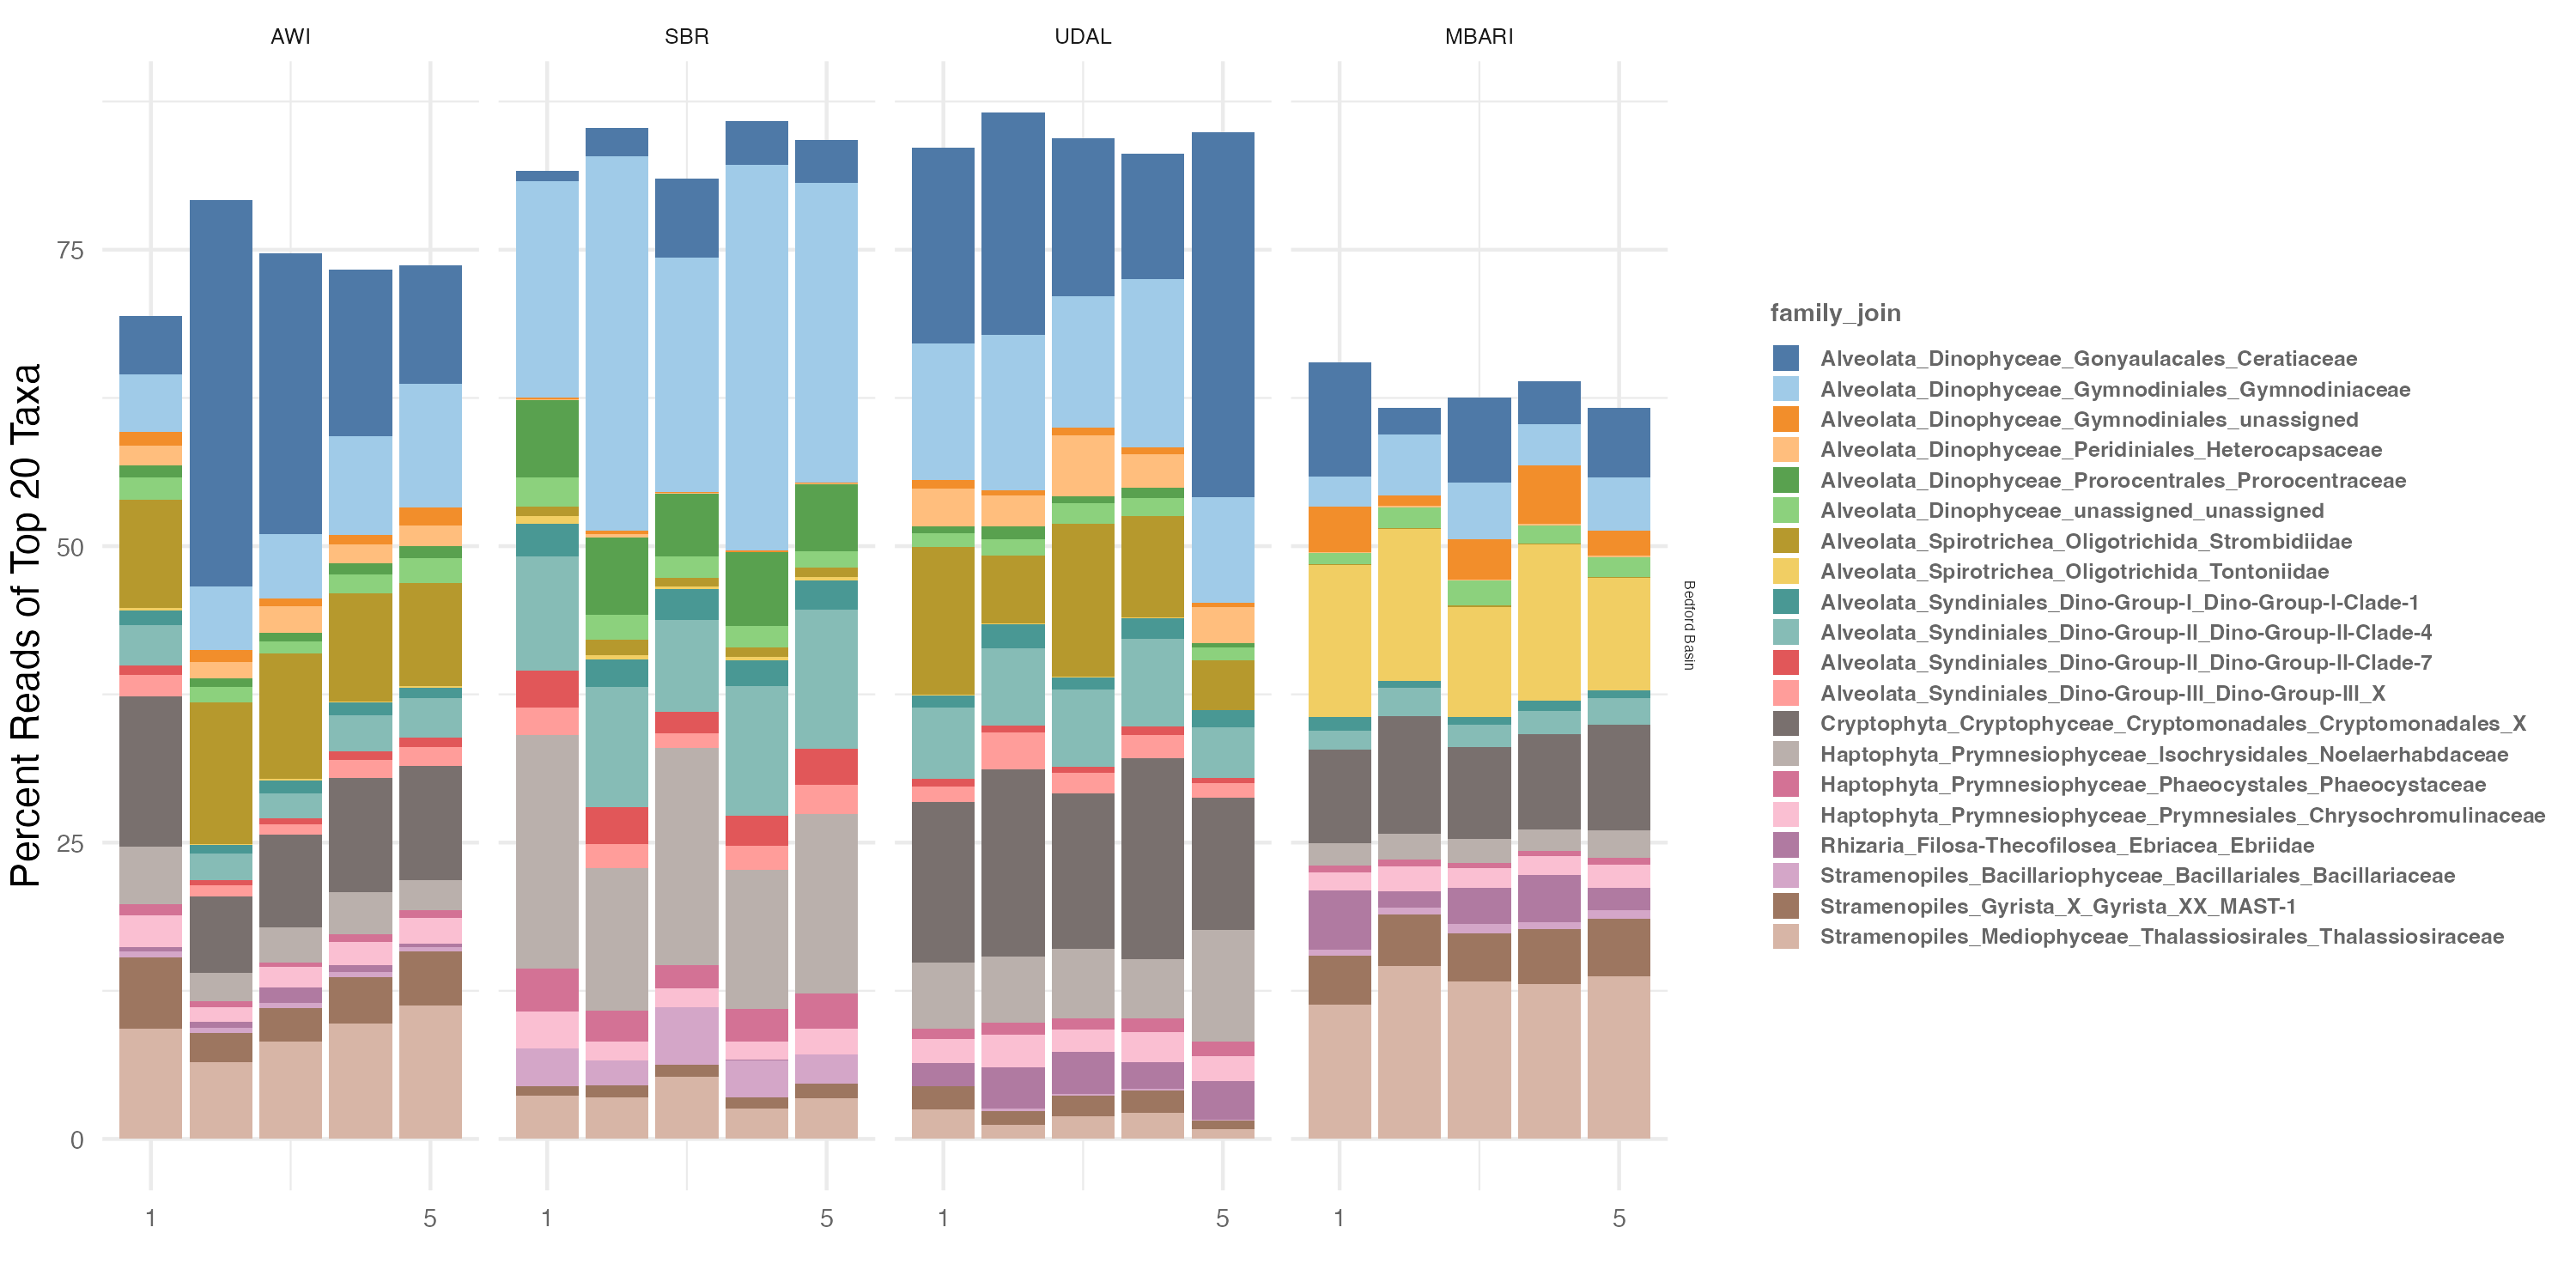 AWI
SBR
UDAL
MBARI
Percent Reads of Top 20 Taxa
75
50
25
0
1
5
1
5
1
5
1
5
Bedford Basin
family_join
Alveolata_Dinophyceae_Gonyaulacales_Ceratiaceae
Alveolata_Dinophyceae_Gymnodiniales_Gymnodiniaceae
Alveolata_Dinophyceae_Gymnodiniales_unassigned
Alveolata_Dinophyceae_Peridiniales_Heterocapsaceae
Alveolata_Dinophyceae_Prorocentrales_Prorocentraceae
Alveolata_Dinophyceae_unassigned_unassigned
Alveolata_Spirotrichea_Oligotrichida_Strombidiidae
Alveolata_Spirotrichea_Oligotrichida_Tontoniidae
Alveolata_Syndiniales_Dino-Group-I_Dino-Group-I-Clade-1
Alveolata_Syndiniales_Dino-Group-II_Dino-Group-II-Clade-4
Alveolata_Syndiniales_Dino-Group-II_Dino-Group-II-Clade-7
Alveolata_Syndiniales_Dino-Group-III_Dino-Group-III_X
Cryptophyta_Cryptophyceae_Cryptomonadales_Cryptomonadales_X
Haptophyta_Prymnesiophyceae_Isochrysidales_Noelaerhabdaceae
Haptophyta_Prymnesiophyceae_Phaeocystales_Phaeocystaceae
Haptophyta_Prymnesiophyceae_Prymnesiales_Chrysochromulinaceae
Rhizaria_Filosa-Thecofilosea_Ebriacea_Ebriidae
Stramenopiles_Bacillariophyceae_Bacillariales_Bacillariaceae
Stramenopiles_Gyrista_X_Gyrista_XX_MAST-1
Stramenopiles_Mediophyceae_Thalassiosirales_Thalassiosiraceae